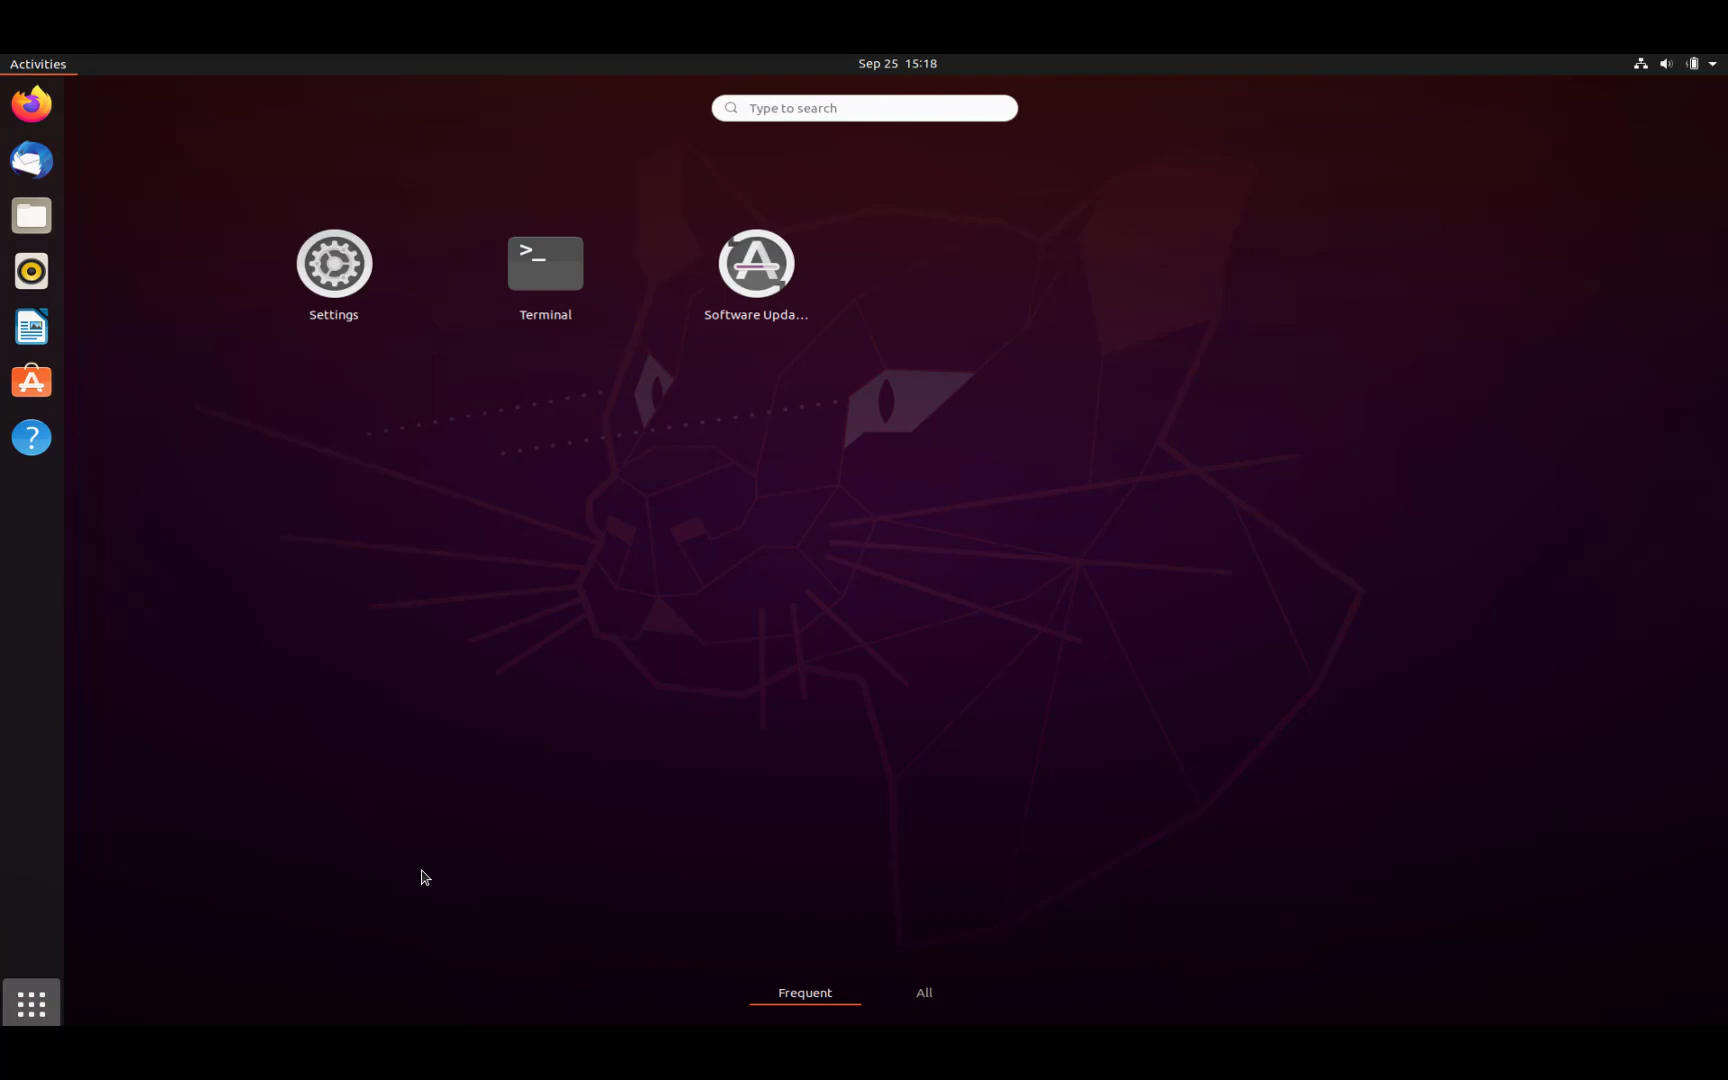 Activities
Sep 25 15:18
Type to search
>_
Settings
Terminal
Software Upda...
?
Frequent
All